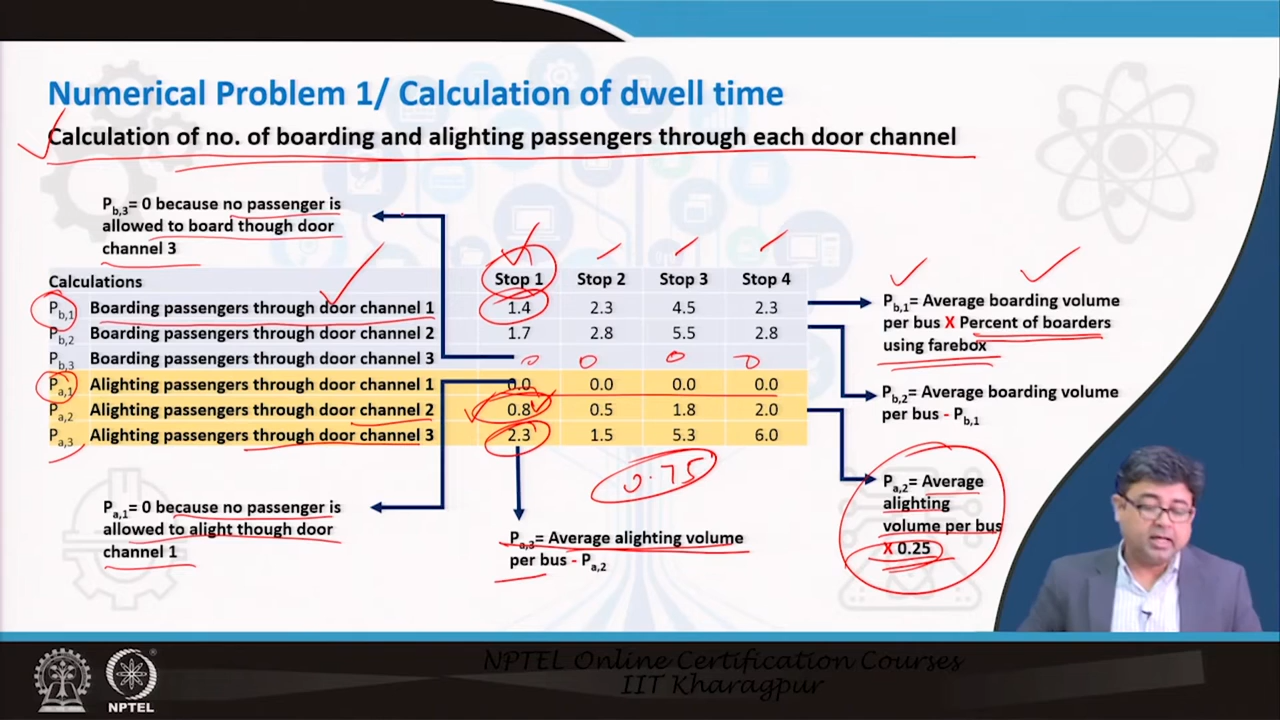 Numerical Problem 1/ Calculation of dwell time
Calculation of no. of boarding and alighting passengers through each door channel
Pb,3= 0 because no passenger is
allowed to board though door
channel 3
Calculations Stop 1 Stop 2 Stop 3 Stop 4
Pb,1 Boarding passengers through door channel 1 1.4 2.3 4.5 2.3
Pb,2 Boarding passengers through door channel 2 1.7 2.8 5.5 2.8
Pb,3 Boarding passengers through door channel 3 0 0 0 0
Pa,1 Alighting passengers through door channel 1 0.0 0.0 0.0 0.0
Pa,2 Alighting passengers through door channel 2 0.8 0.5 1.8 2.0
Pa,3 Alighting passengers through door channel 3 2.3 1.5 5.3 6.0
Pb,1= Average boarding volume
per bus X Percent of boarders
using farebox
Pb,2= Average boarding volume
per bus - Pb,1
Pa,2= Average
alighting
volume per bus
X 0.25
0.75
Pa,1= 0 because no passenger is
allowed to alight though door
channel 1
Pa,3= Average alighting volume
per bus - Pa,2
NPTEL Online Certification Courses
IIT Kharagpur
NPTEL